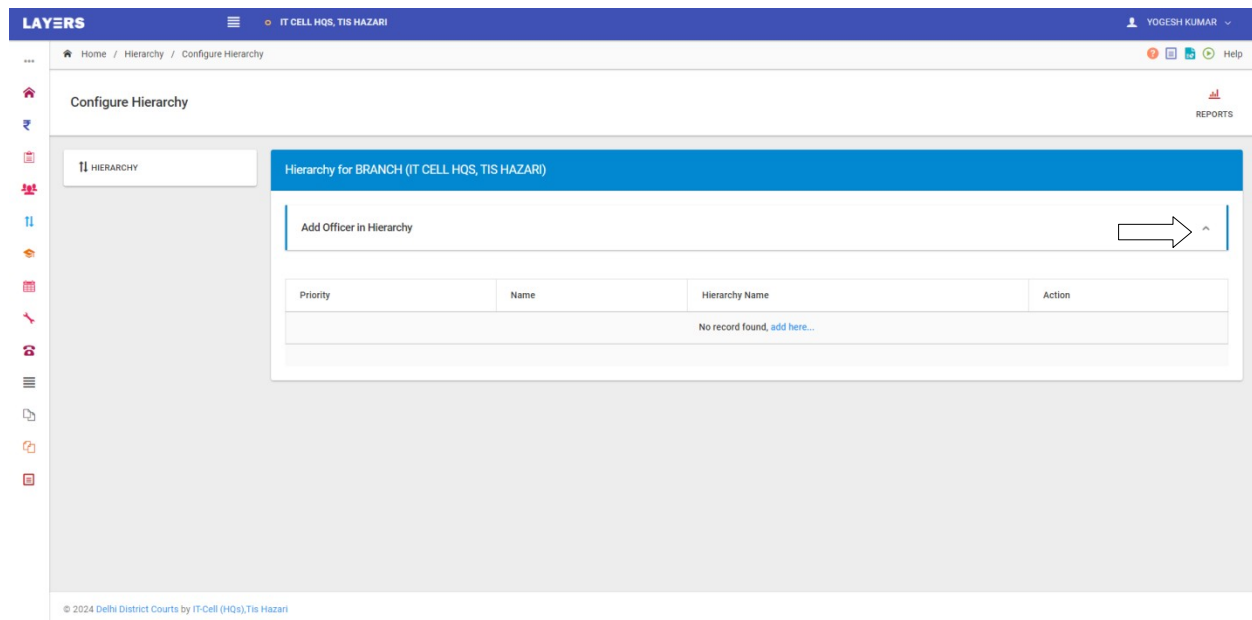 LAYERS
IT CELL HQS, TIS HAZARI
YOGESH KUMAR
Home / Hierarchy / Configure Hierarchy
Help
Configure Hierarchy
REPORTS
HIERARCHY
Hierarchy for BRANCH (IT CELL HQS, TIS HAZARI)
Add Officer in Hierarchy
Priority Name Hierarchy Name Action
No record found, add here...
© 2024 Delhi District Courts by IT-Cell (HQs),Tis Hazari